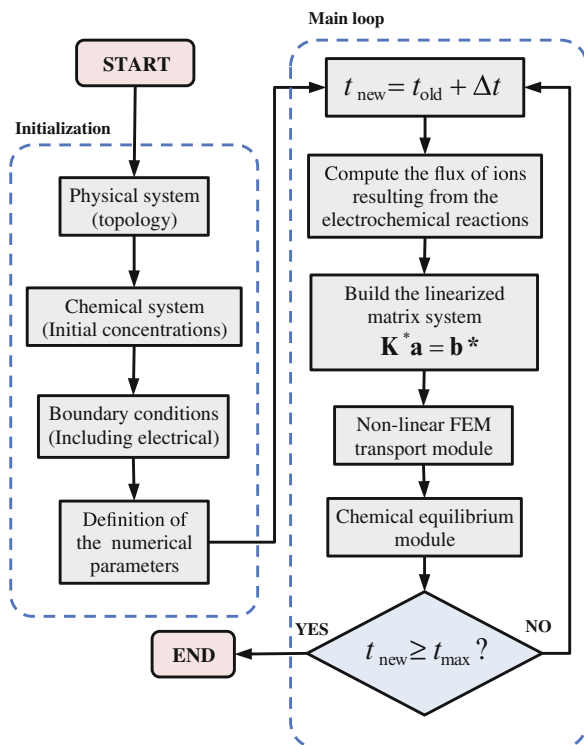 START
Initialization
Physical system
(topology)
Chemical system
(Initial concentrations)
Boundary conditions
(Including electrical)
Definition of
the numerical
parameters
Main loop
t new = t old + Δt
Compute the flux of ions
resulting from the
electrochemical reactions
Build the linearized
matrix system
K*a = b*
Non-linear FEM
transport module
Chemical equilibrium
module
t new ≥ t max ?
YES
NO
END